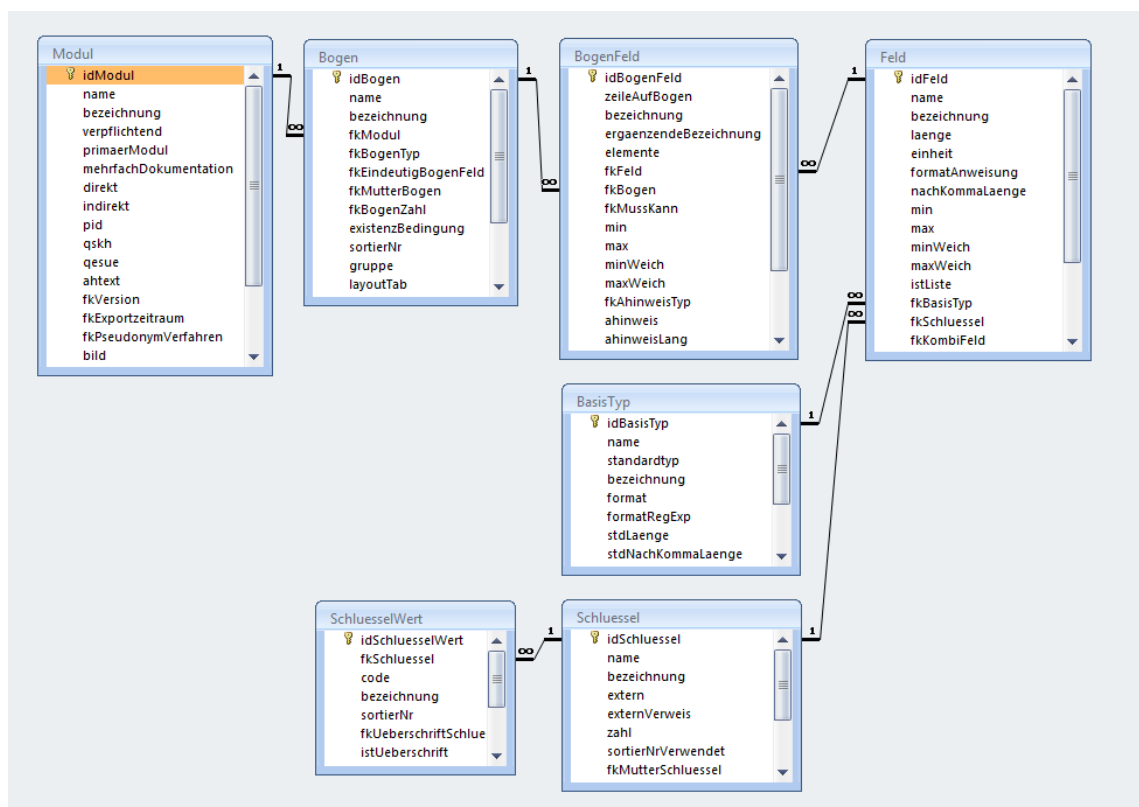 Modul
idModul
name
bezeichnung
verpflichtend
primaerModul
mehrfachDokumentation
direkt
indirekt
pid
qskh
qesue
ahtext
fkVersion
fkExportzeitraum
fkPseudonymVerfahren
bild
1
∞
Bogen
idBogen
name
bezeichnung
fkModul
fkBogenTyp
fkEindeutigBogenFeld
fkMutterBogen
fkBogenZahl
existenzBedingung
sortierNr
gruppe
layoutTab
1
∞
BogenFeld
idBogenFeld
zeileAufBogen
bezeichnung
ergaenzendeBezeichnung
elemente
fkFeld
fkBogen
fkMussKann
min
max
minWeich
maxWeich
fkAhinweisTyp
ahinweis
ahinweisLang
1
∞
Feld
idFeld
name
bezeichnung
laenge
einheit
formatAnweisung
nachKommaLaenge
min
max
minWeich
maxWeich
istListe
fkBasisTyp
fkSchluessel
fkKombiFeld
∞
∞
BasisTyp
idBasisTyp
name
standardtyp
bezeichnung
format
formatRegExp
stdLaenge
stdNachKommaLaenge
1
SchluesselWert
idSchluesselWert
fkSchluessel
code
bezeichnung
sortierNr
fkUeberschriftSchlue
istUeberschrift
1
∞
Schluessel
idSchluessel
name
bezeichnung
extern
externVerweis
zahl
sortierNrVerwendet
fkMutterSchluessel
1